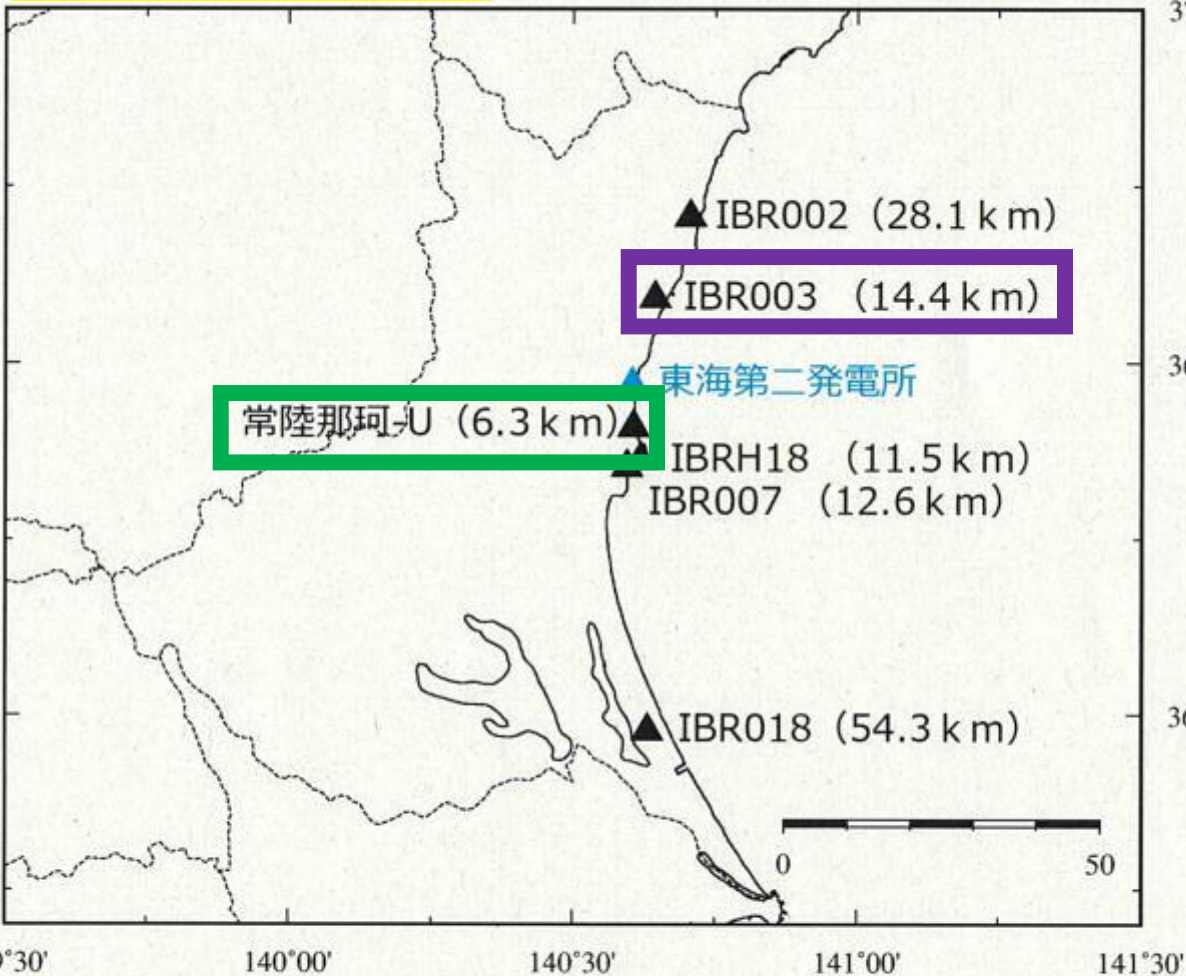 IBR002（28.1ｋｍ）
IBR003 （14.4ｋｍ）
東海第二発電所
常陸那珂-U（6.3ｋｍ）
IBRH18 （11.5ｋｍ）
IBR007 （12.6ｋｍ）
IBR018（54.3ｋｍ）
0 50
140˚00' 140˚30' 141˚00' 141˚30'